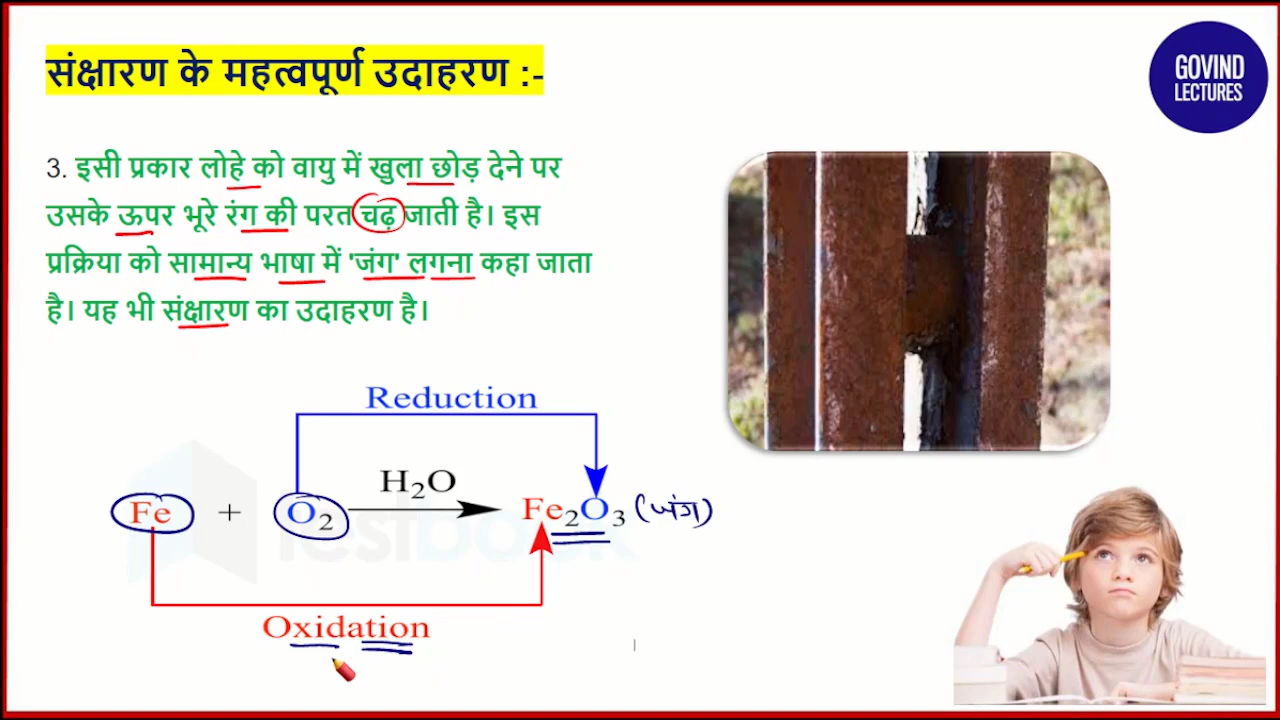 संक्षारण के महत्वपूर्ण उदाहरण :-
GOVIND
LECTURES
3. इसी प्रकार लोहे को वायु में खुला छोड़ देने पर
उसके ऊपर भूरे रंग की परत चढ़ जाती है। इस
प्रक्रिया को सामान्य भाषा में 'जंग' लगना कहा जाता
है। यह भी संक्षारण का उदाहरण है।
Reduction
H₂O
Fe + O₂ Fe₂O₃ (जंग)
testbook
Oxidation